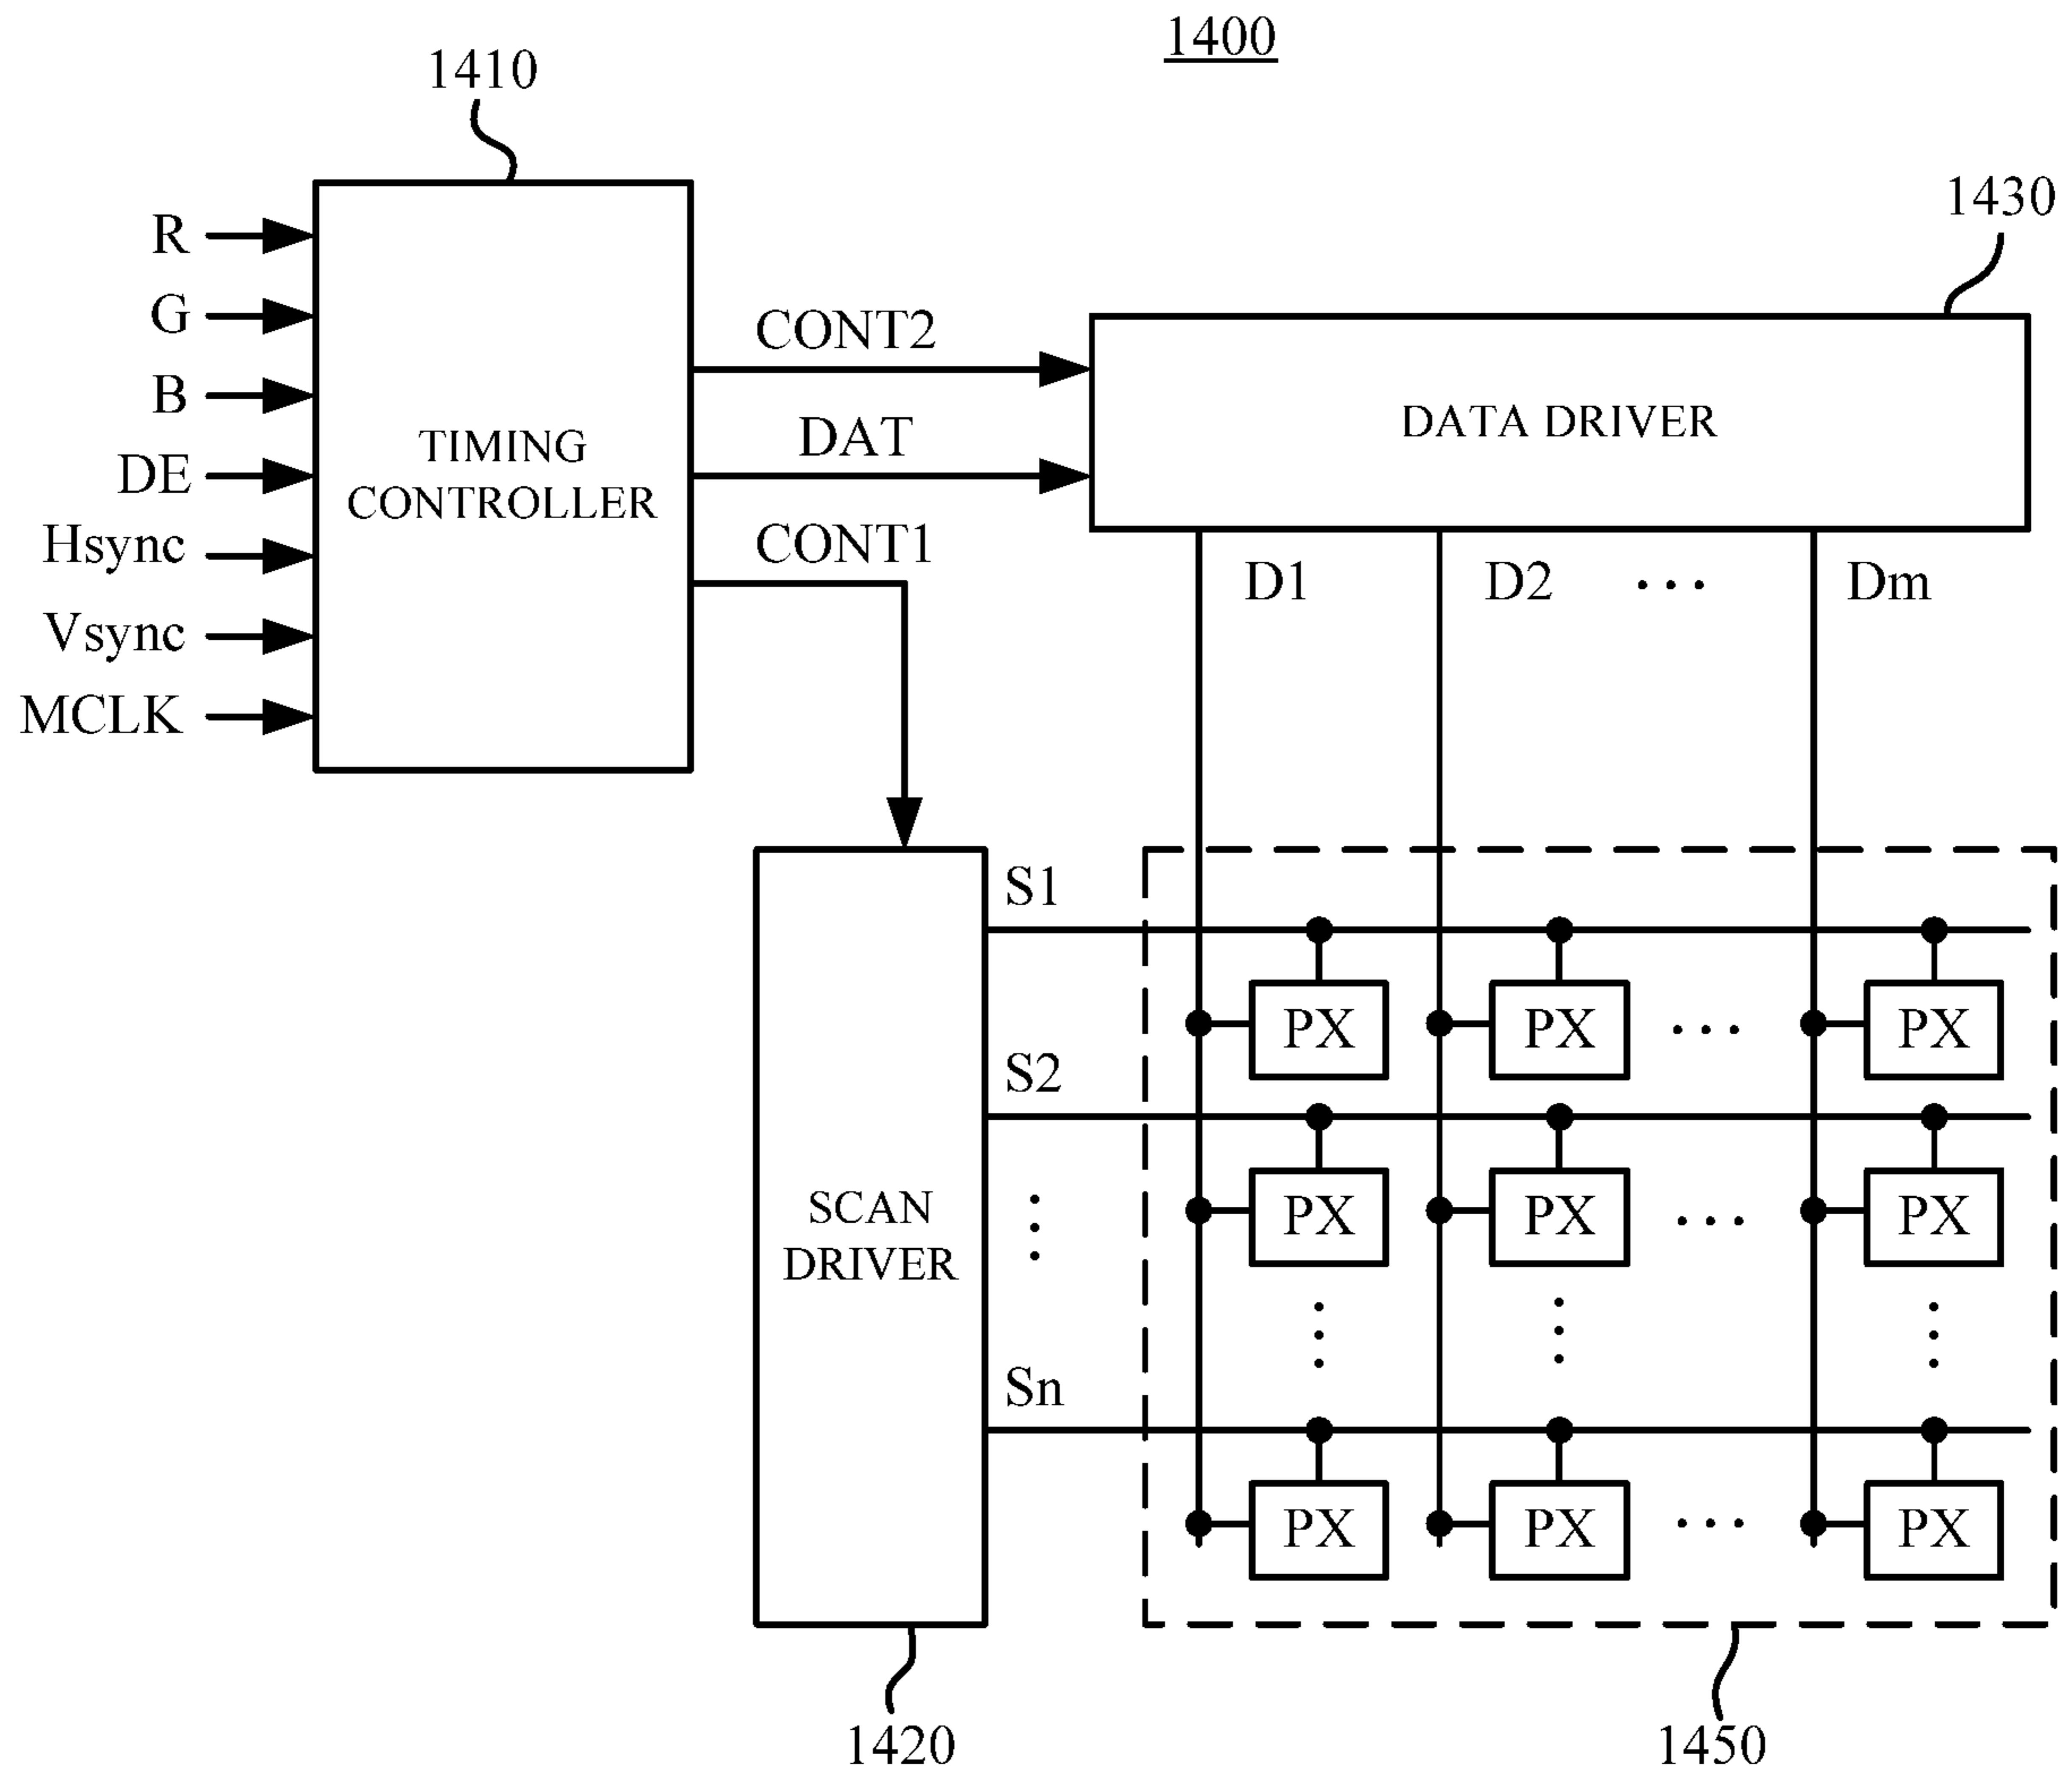 1400
1410
1430
R
G
B
DE
Hsync
Vsync
MCLK
TIMING
CONTROLLER
CONT2
DAT
CONT1
DATA DRIVER
D1 D2 ... Dm
S1
PX PX ... PX
S2
PX PX ... PX
SCAN
DRIVER
Sn
PX PX ... PX
1420
1450